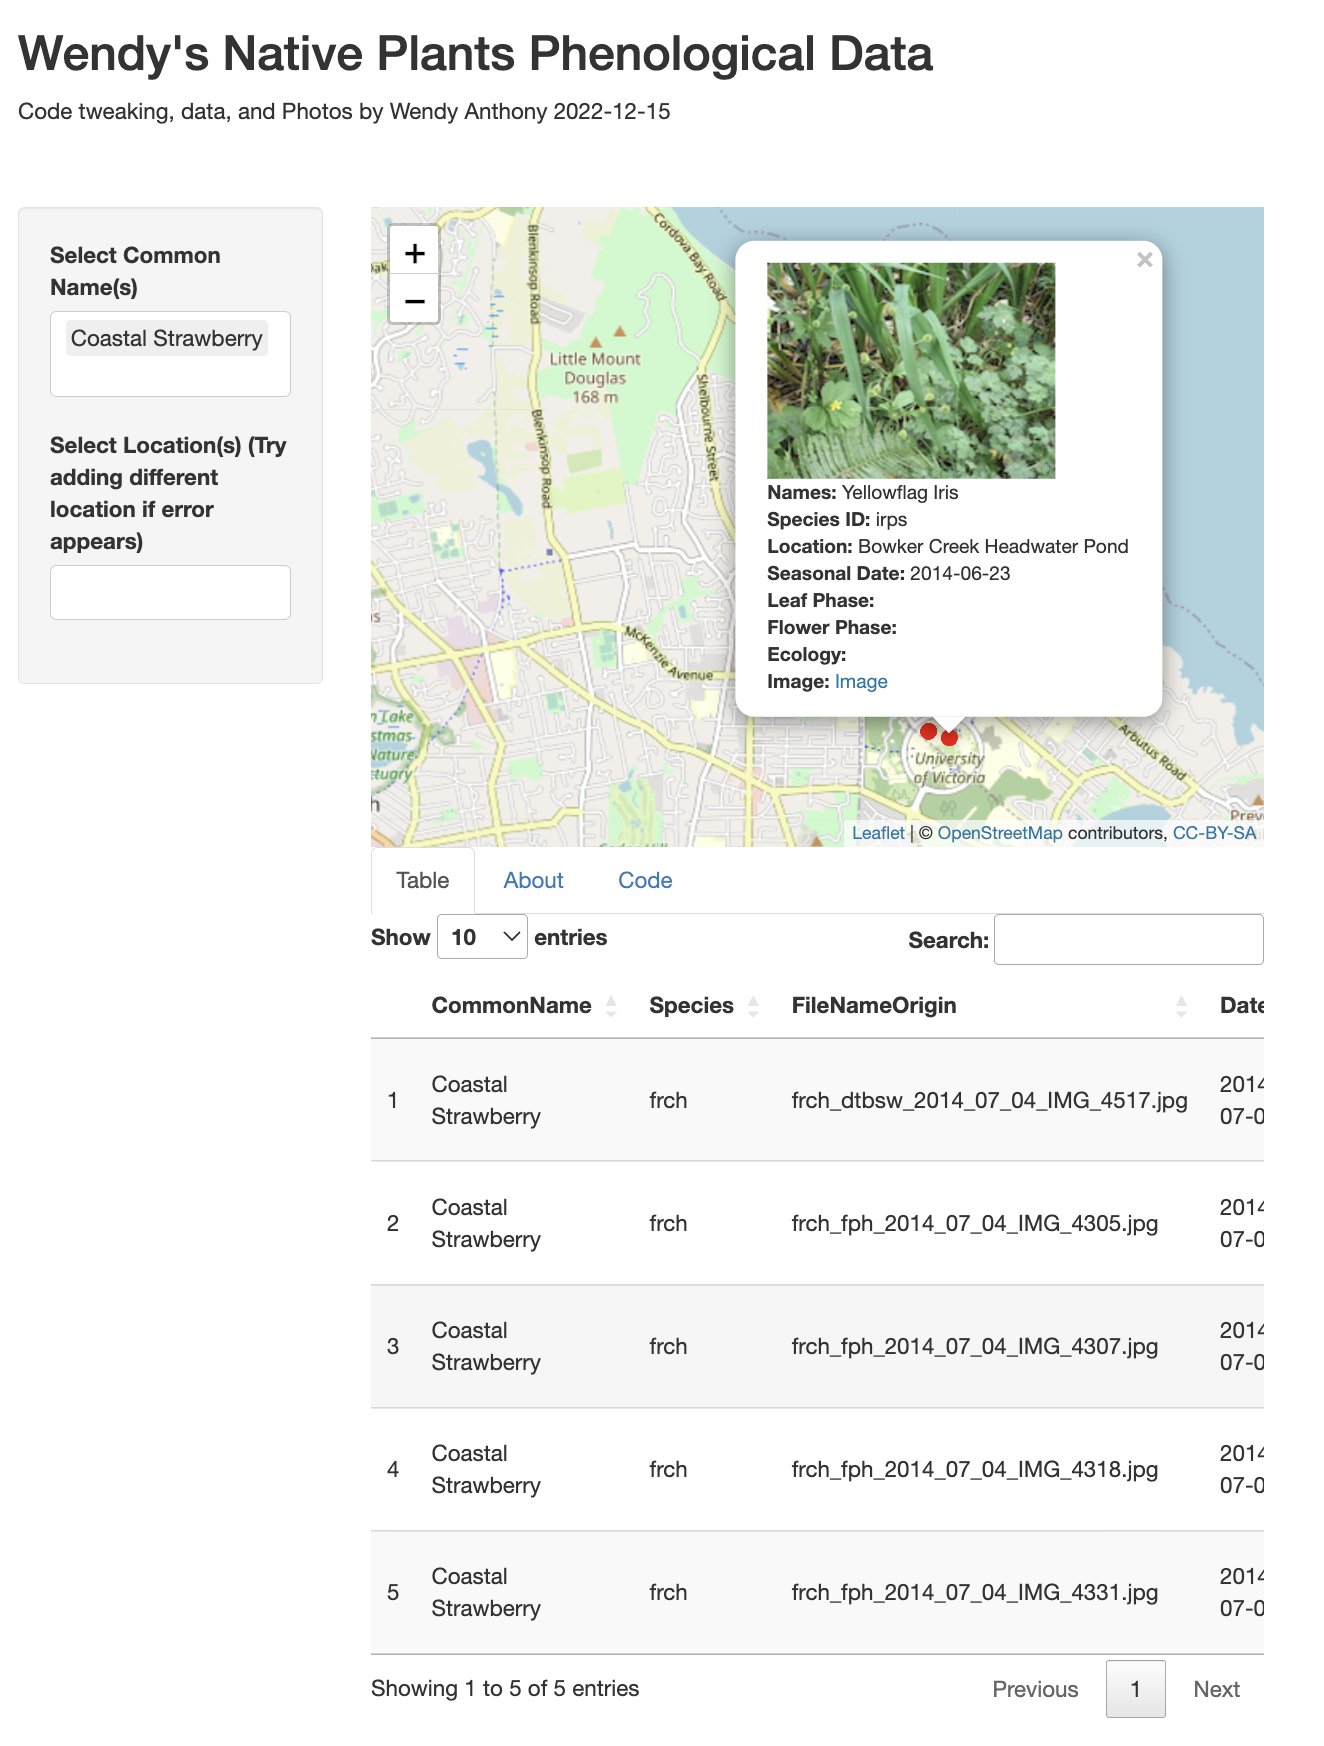 Wendy's Native Plants Phenological Data
Code tweaking, data, and Photos by Wendy Anthony 2022-12-15
Select Common
Name(s)
Coastal Strawberry
Select Location(s) (Try
adding different
location if error
appears)
+
−
Cordova Bay Road
Blenkinsop Road
Little Mount
Douglas
168 m
Shelbourne Street
Blenkinsop Road
McKenzie Avenue
n Lake
stmas
Nature
ctuary
University
of Victoria
Arbutus Road
×
Names: Yellowflag Iris
Species ID: irps
Location: Bowker Creek Headwater Pond
Seasonal Date: 2014-06-23
Leaf Phase:
Flower Phase:
Ecology:
Image: Image
Leaflet | © OpenStreetMap contributors, CC-BY-SA
Table About Code
Show 10 entries Search:
CommonName Species FileNameOrigin Date
1 Coastal Strawberry frch frch_dtbsw_2014_07_04_IMG_4517.jpg 2014 07-0
2 Coastal Strawberry frch frch_fph_2014_07_04_IMG_4305.jpg 2014 07-0
3 Coastal Strawberry frch frch_fph_2014_07_04_IMG_4307.jpg 2014 07-0
4 Coastal Strawberry frch frch_fph_2014_07_04_IMG_4318.jpg 2014 07-0
5 Coastal Strawberry frch frch_fph_2014_07_04_IMG_4331.jpg 2014 07-0
Showing 1 to 5 of 5 entries Previous 1 Next